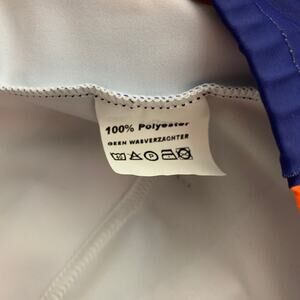 100% Polyester
GEEN WASVERZACHTER